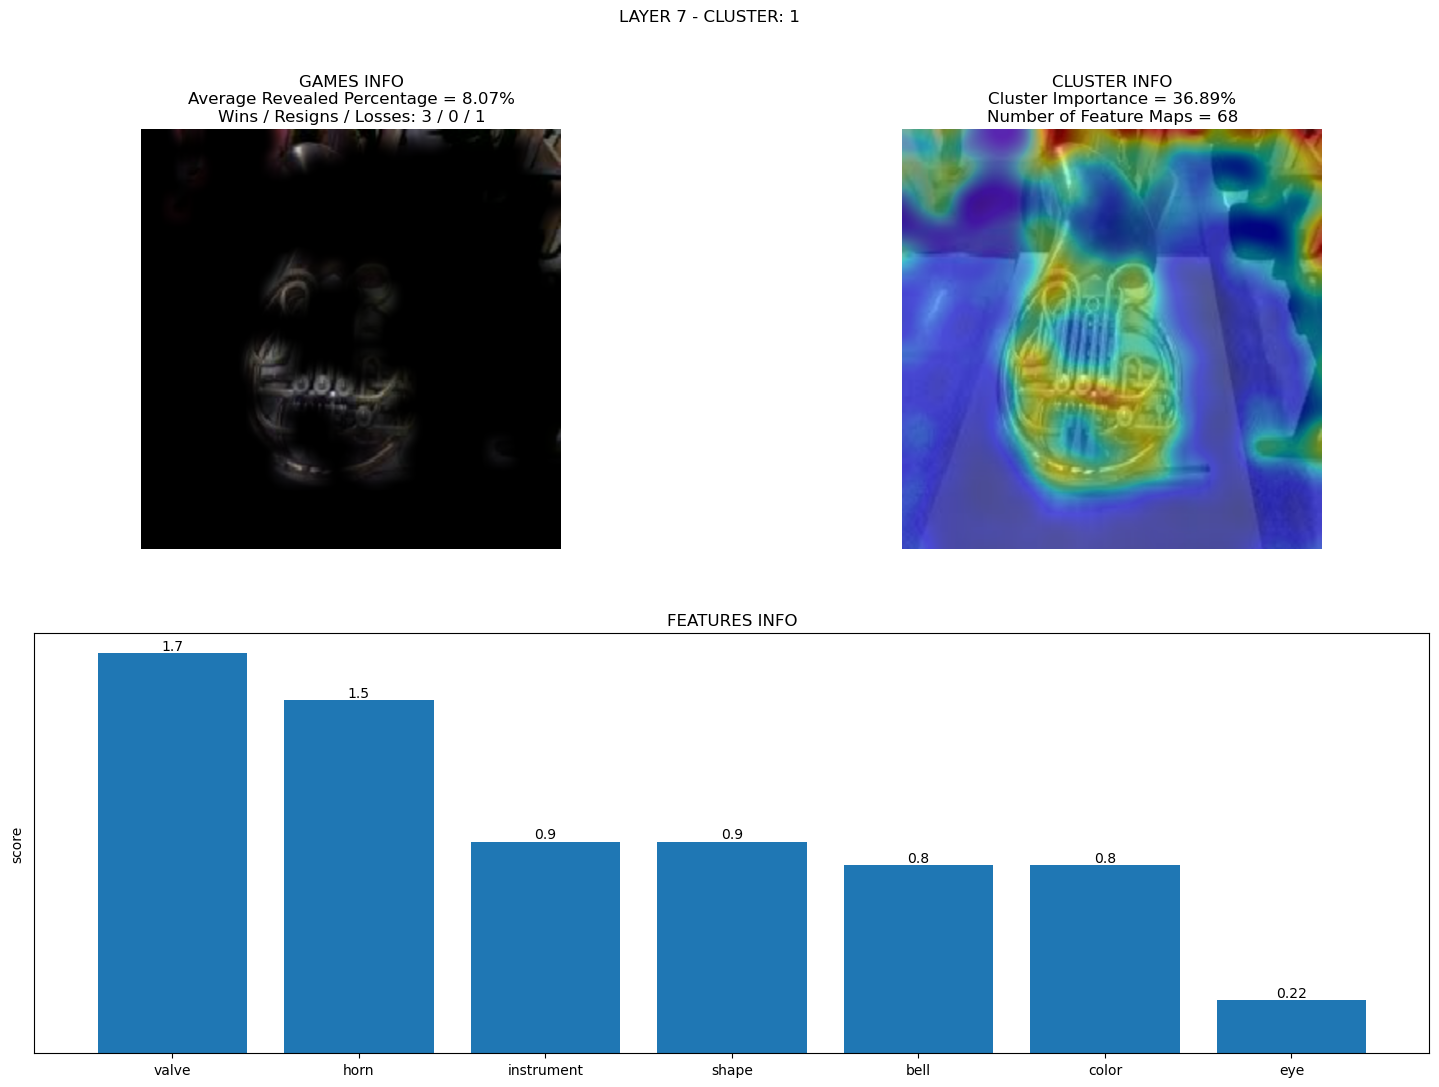 LAYER 7 - CLUSTER: 1
GAMES INFO
Average Revealed Percentage = 8.07%
Wins / Resigns / Losses: 3 / 0 / 1
CLUSTER INFO
Cluster Importance = 36.89%
Number of Feature Maps = 68
FEATURES INFO
score
1.7
1.5
0.9
0.9
0.8
0.8
0.22
valve
horn
instrument
shape
bell
color
eye